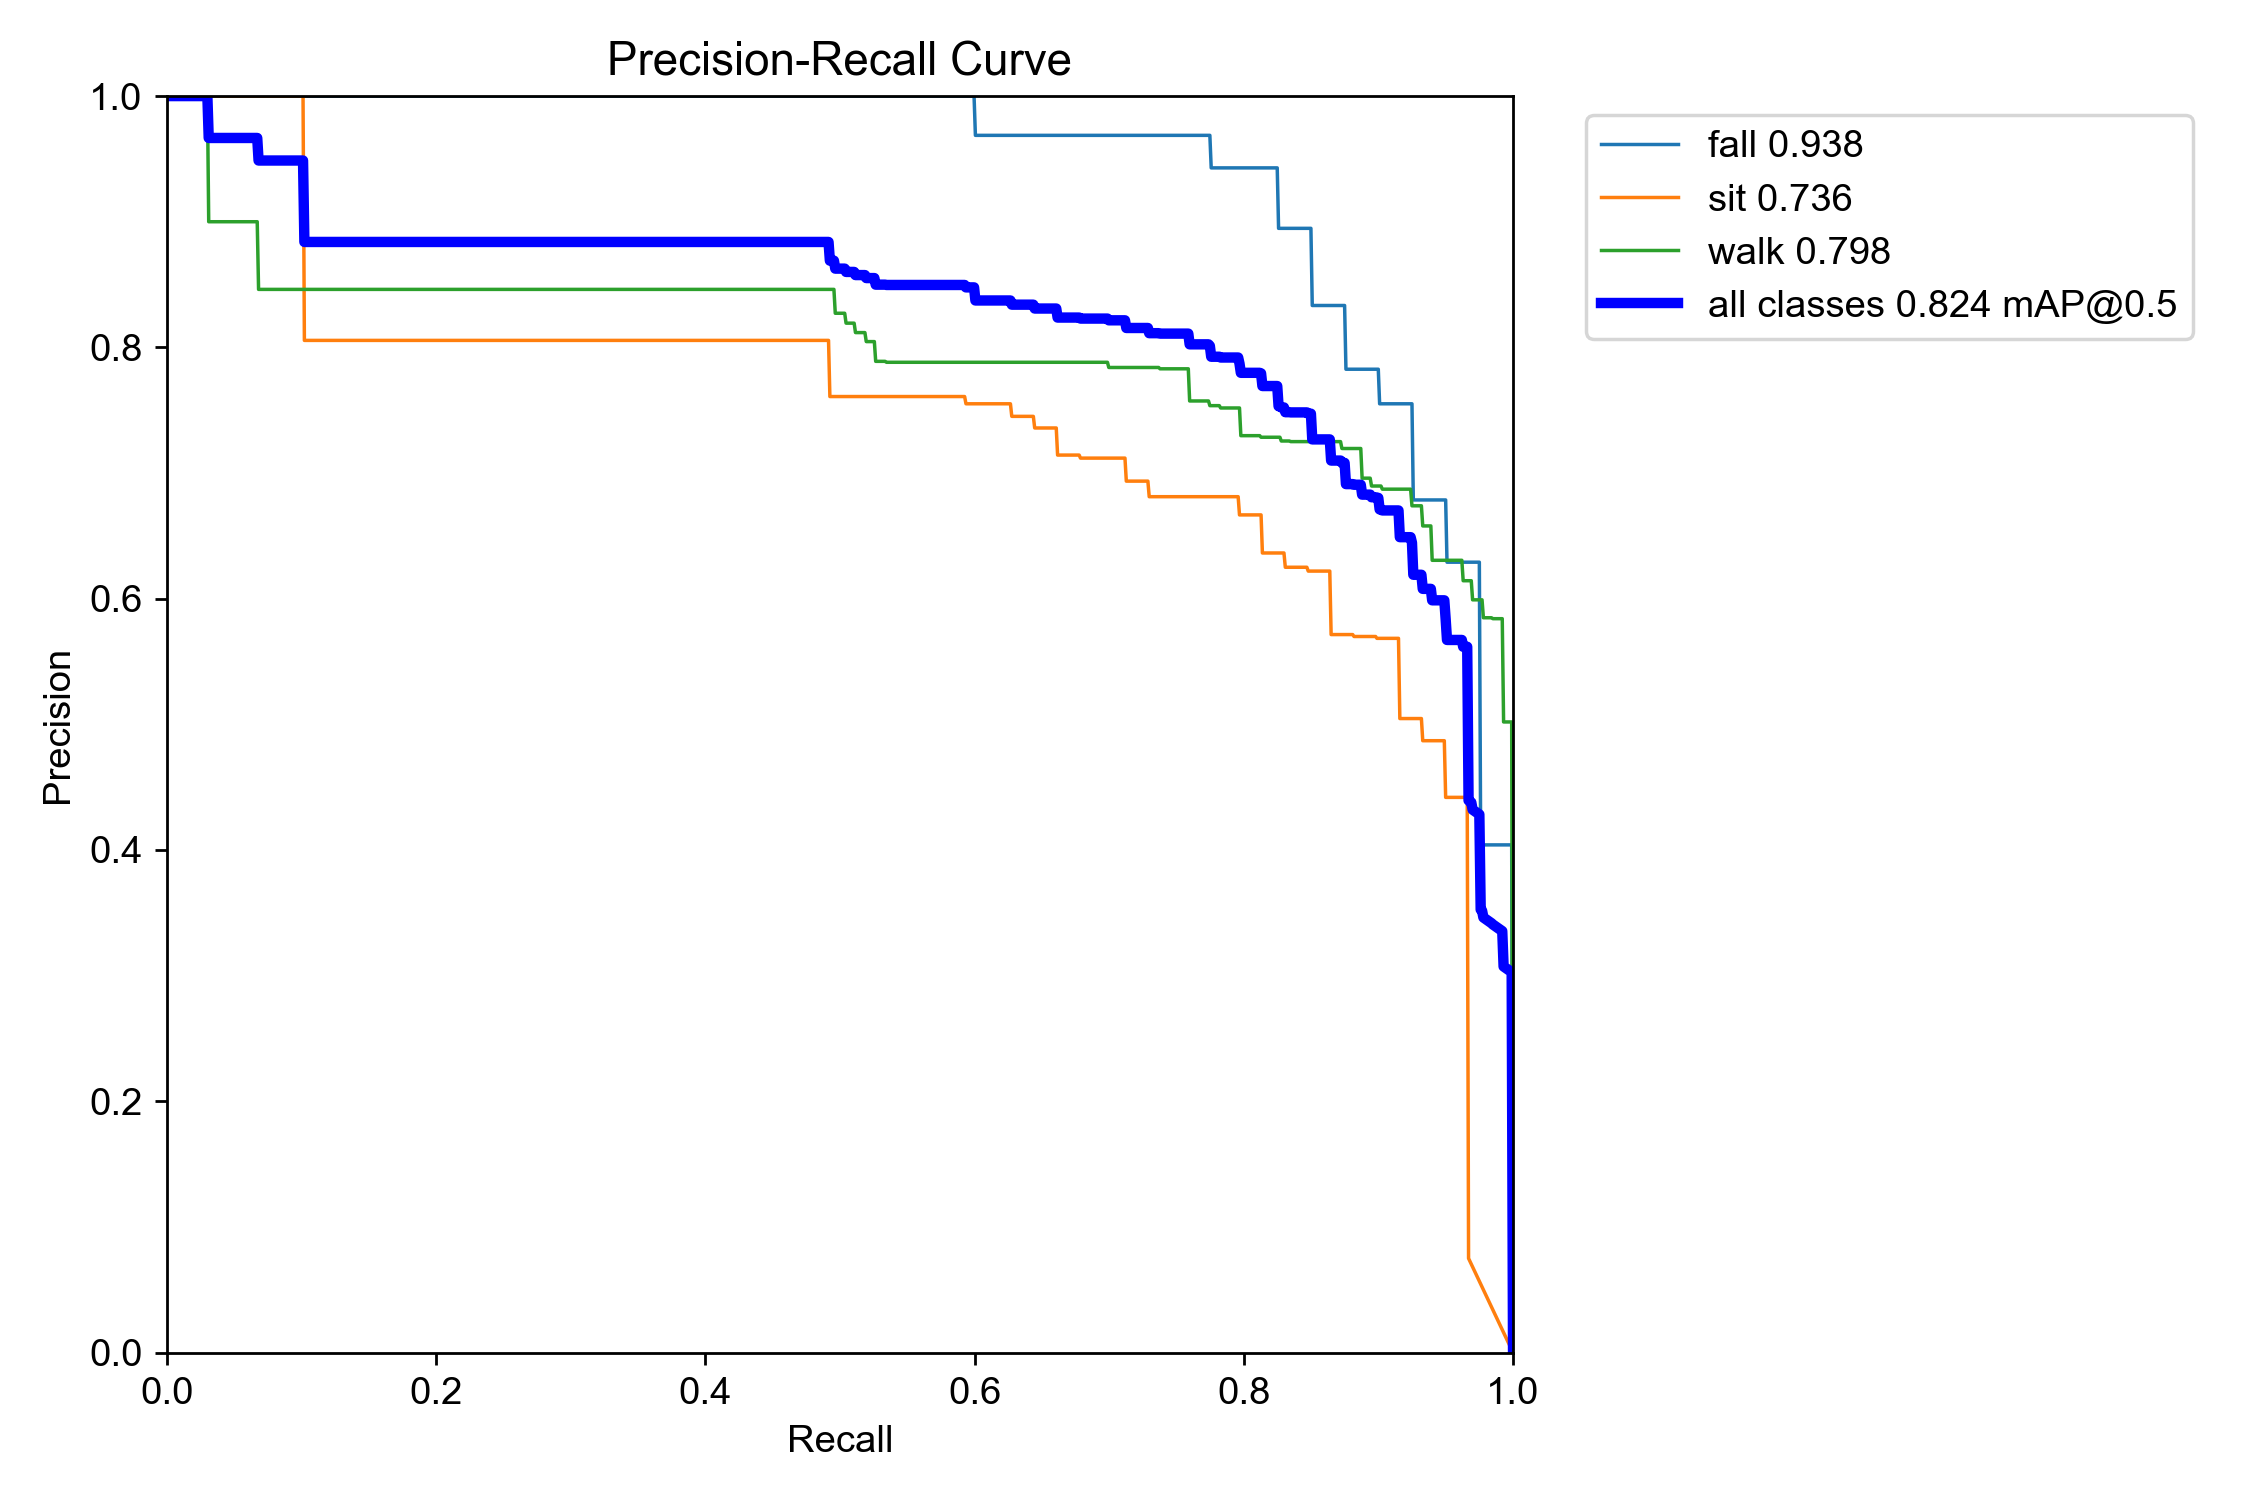 Precision-Recall Curve
1.0
0.8
0.6
0.4
0.2
0.0
Precision
0.0 0.2 0.4 0.6 0.8 1.0
Recall
fall 0.938
sit 0.736
walk 0.798
all classes 0.824 mAP@0.5